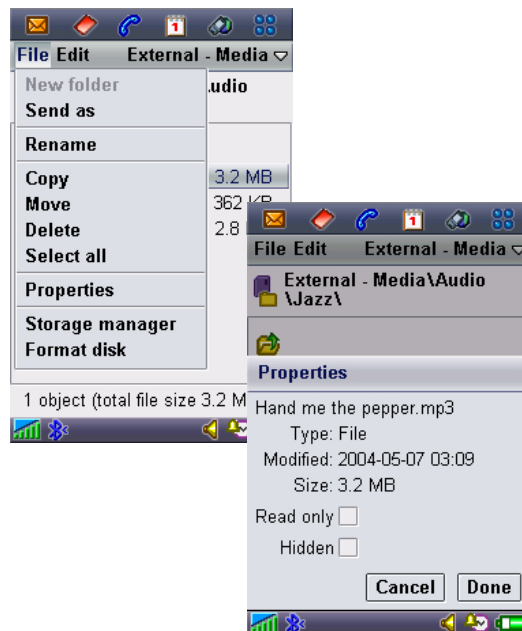 1
File Edit External - Media
New folder
Send as
Rename
Copy
Move
Delete
Select all
Properties
Storage manager
Format disk
3.2 MB
362
2.8
1 object (total file size 3.2 M
1
File Edit External - Media
External - Media\Audio
\Jazz\
Properties
Hand me the pepper.mp3
Type: File
Modified: 2004-05-07 03:09
Size: 3.2 MB
Read only
Hidden
Cancel Done